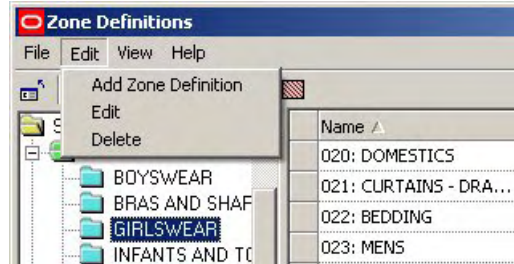 Zone Definitions
File Edit View Help
Add Zone Definition
Edit
Delete
S
Name
020: DOMESTICS
BOYSWEAR
021: CURTAINS - DRA...
BRAS AND SHAF
022: BEDDING
GIRLSWEAR
023: MENS
INFANTS AND TO